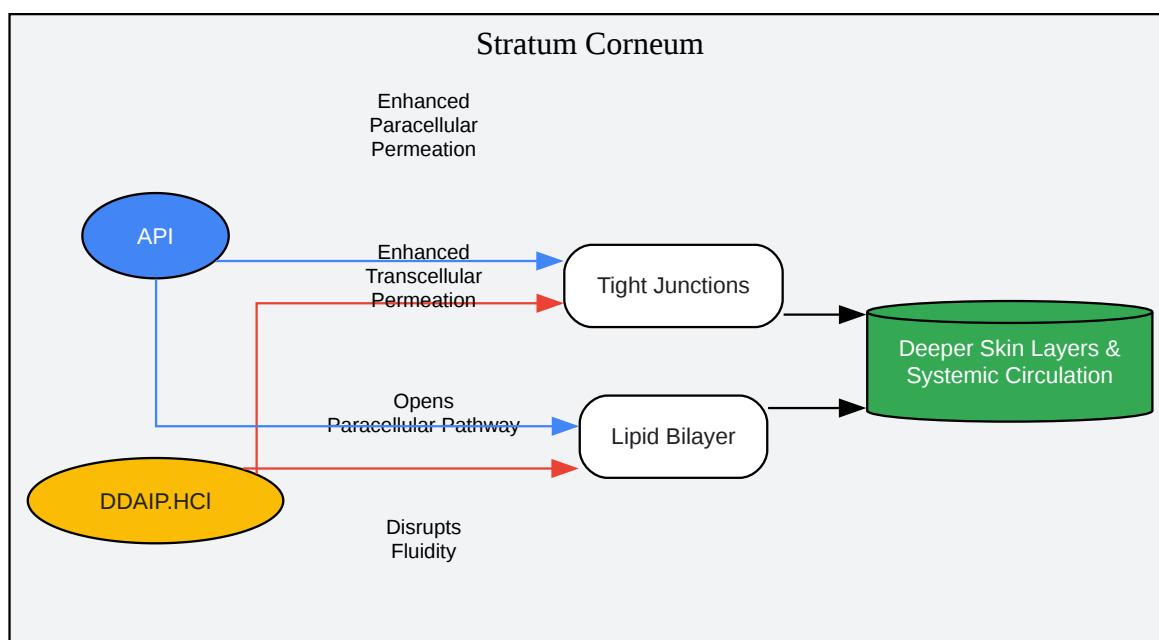 Stratum Corneum
Enhanced
Paracellular
Permeation
API
Enhanced
Transcellular
Permeation
Tight Junctions
Deeper Skin Layers &
Systemic Circulation
Opens
Paracellular Pathway
Lipid Bilayer
DDAIP.HCl
Disrupts
Fluidity